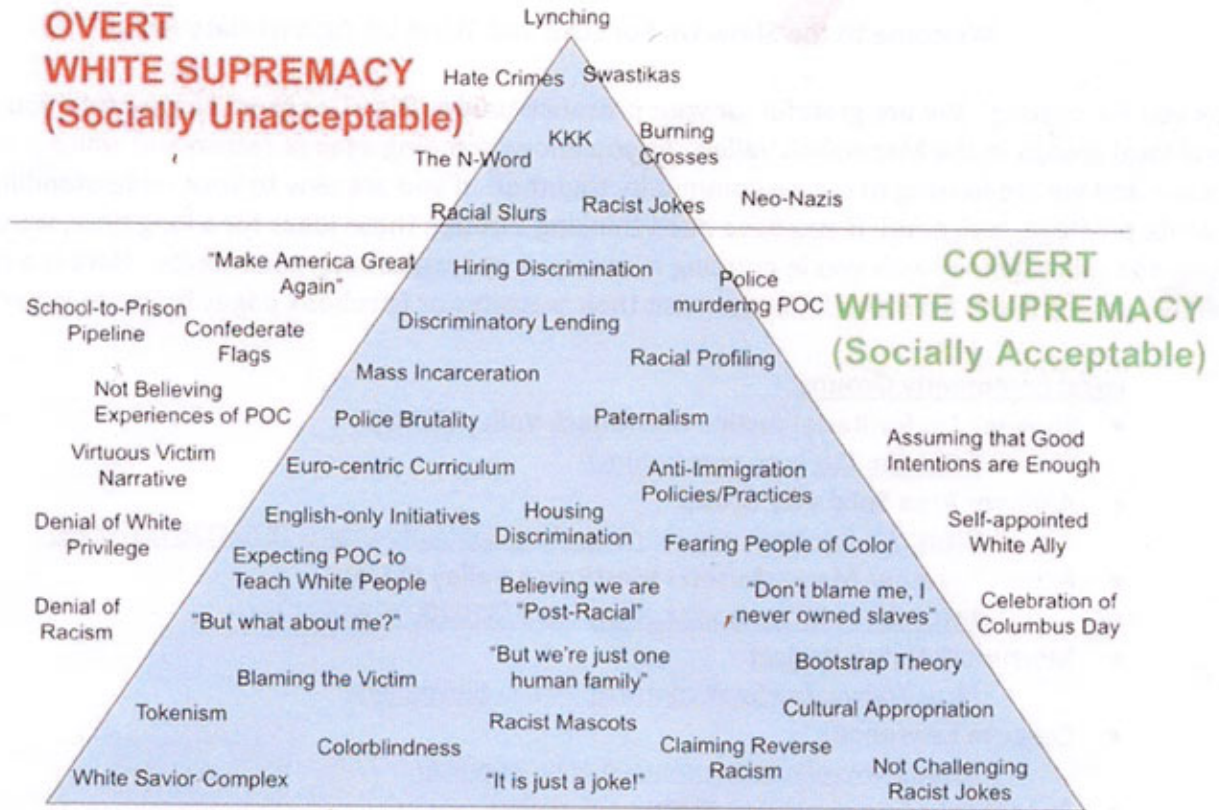 OVERT
WHITE SUPREMACY
(Socially Unacceptable)
Lynching
Hate Crimes
Swastikas
KKK
Burning
Crosses
The N-Word
Neo-Nazis
Racial Slurs
Racist Jokes
COVERT
WHITE SUPREMACY
(Socially Acceptable)
"Make America Great
Again"
Hiring Discrimination
Police
murdering POC
School-to-Prison
Pipeline
Confederate
Flags
Discriminatory Lending
Racial Profiling
Mass Incarceration
Not Believing
Experiences of POC
Police Brutality
Paternalism
Assuming that Good
Intentions are Enough
Virtuous Victim
Narrative
Euro-centric Curriculum
Anti-Immigration
Policies/Practices
Denial of White
Privilege
English-only Initiatives
Housing
Discrimination
Fearing People of Color
Self-appointed
White Ally
Expecting POC to
Teach White People
Believing we are
"Post-Racial"
"Don't blame me, I
never owned slaves"
Celebration of
Columbus Day
Denial of
Racism
"But what about me?"
"But we're just one
human family"
Bootstrap Theory
Blaming the Victim
Tokenism
Racist Mascots
Cultural Appropriation
Colorblindness
Claiming Reverse
Racism
Not Challenging
Racist Jokes
White Savior Complex
"It is just a joke!"